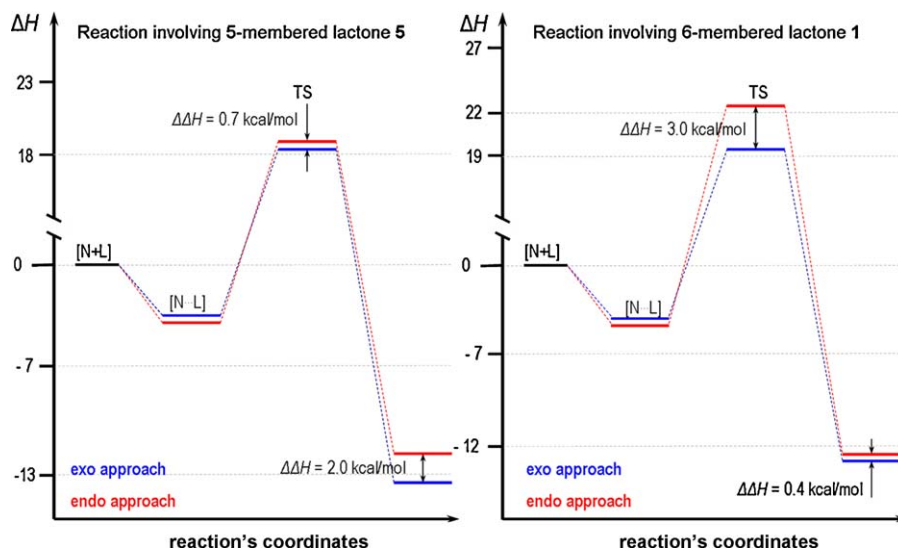 ΔH
Reaction involving 5-membered lactone 5
23
TS
ΔΔH = 0.7 kcal/mol
18
[N+L]
0
[N···L]
-7
ΔΔH = 2.0 kcal/mol
-13
exo approach
endo approach
reaction's coordinates
ΔH
Reaction involving 6-membered lactone 1
27
TS
22
ΔΔH = 3.0 kcal/mol
19
[N+L]
0
[N···L]
-7
-12
exo approach
ΔΔH = 0.4 kcal/mol
endo approach
reaction's coordinates